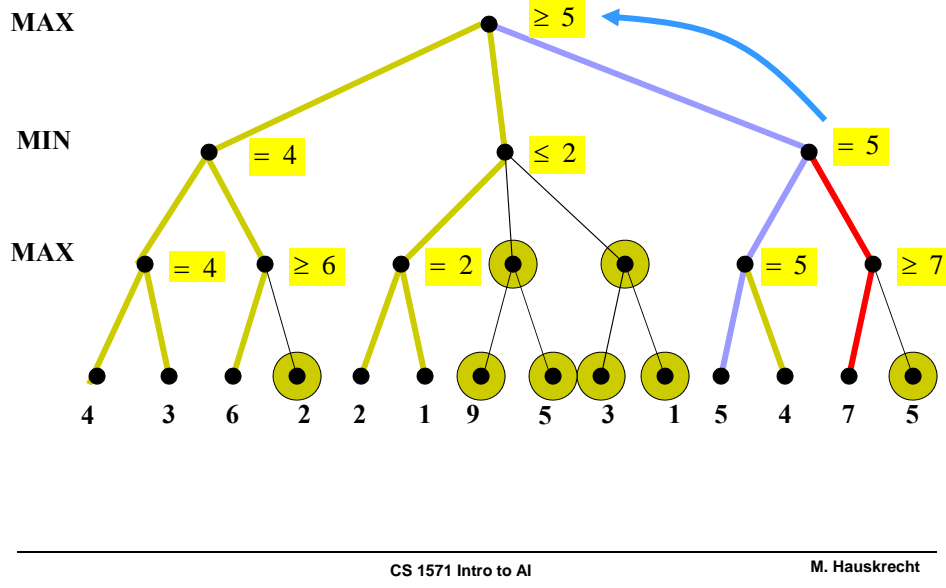 MAX ≥ 5
MIN = 4 ≤ 2 = 5
MAX = 4 ≥ 6 = 2 = 5 ≥ 7
4 3 6 2 2 1 9 5 3 1 5 4 7 5
CS 1571 Intro to AI M. Hauskrecht